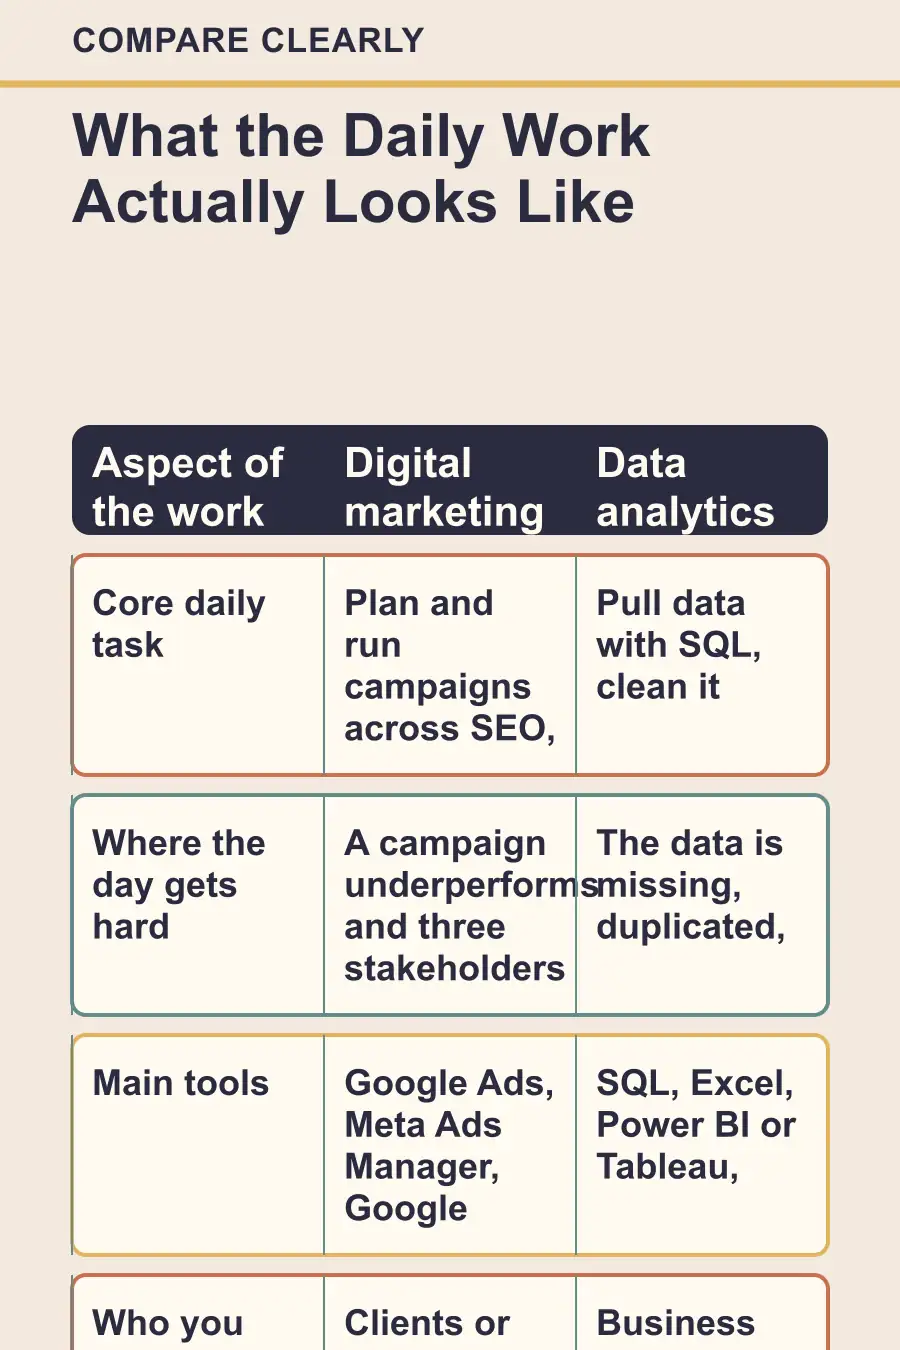 COMPARE CLEARLY
What the Daily Work
Actually Looks Like
Aspect of
the work
Digital
marketing
Data
analytics
Core daily
task
Plan and
run
campaigns
across SEO,
Pull data
with SQL,
clean it
Where the
day gets
hard
A campaign
underperforms
and three
stakeholders
The data is
missing,
duplicated,
Main tools
Google Ads,
Meta Ads
Manager,
Google
SQL, Excel,
Power BI or
Tableau,
Who you
Clients or
Business